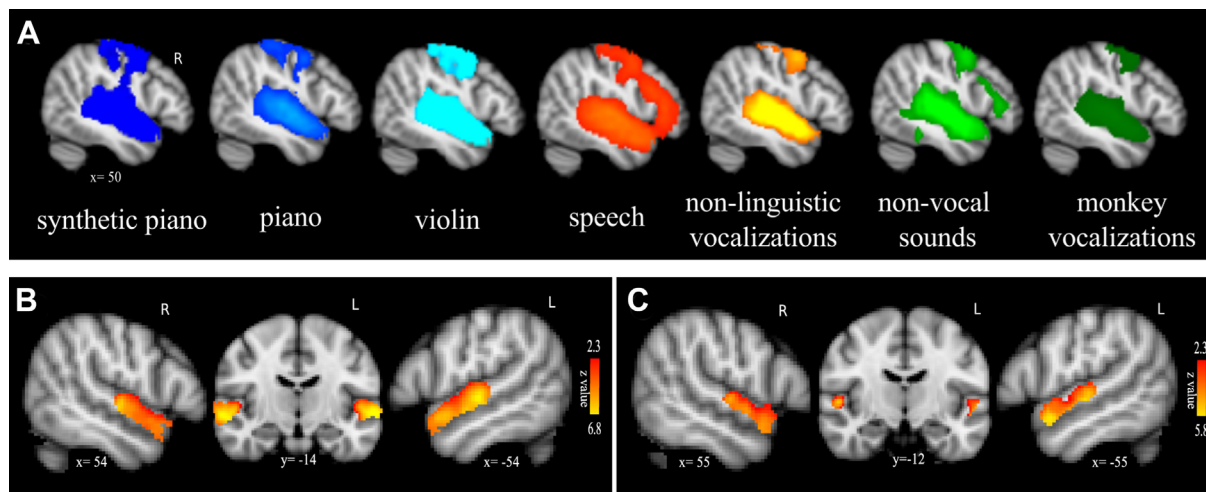 A
R
x= 50
synthetic piano
piano
violin
speech
non-linguistic
vocalizations
non-vocal
sounds
monkey
vocalizations
B
R
L
L
2.3
z value
6.8
x= 54
y= -14
x= -54
C
R
L
L
2.3
z value
5.8
x= 55
y=-12
x= -55